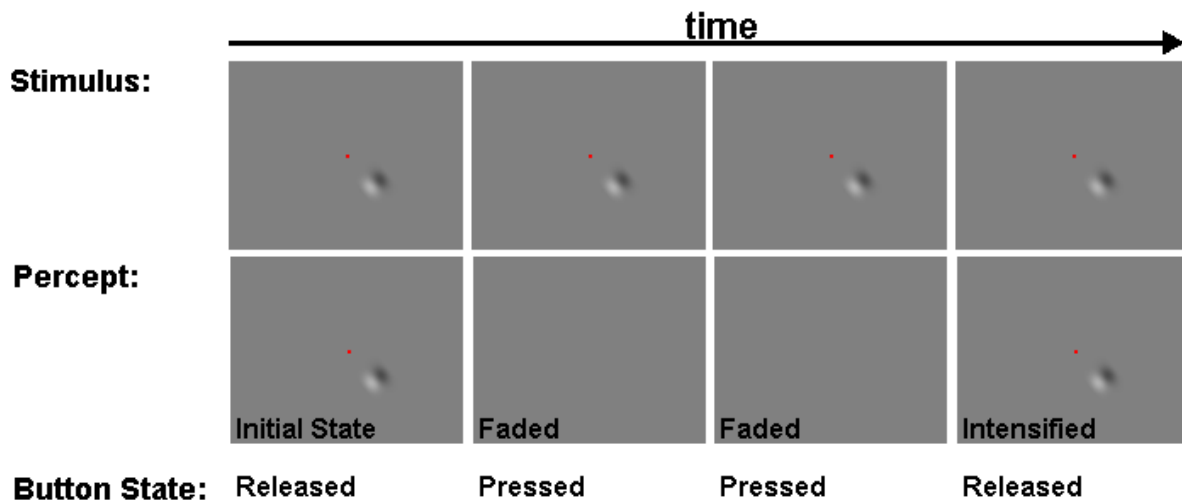 time
Stimulus:
Percept:
Initial State Faded Faded Intensified
Button State: Released Pressed Pressed Released